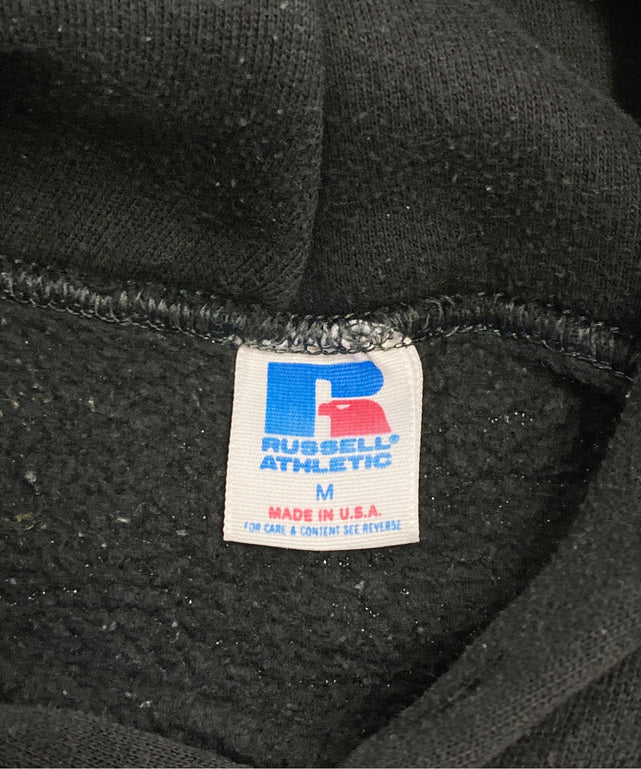 RUSSELL®
ATHLETIC
M
MADE IN U.S.A.
FOR CARE & CONTENT SEE REVERSE